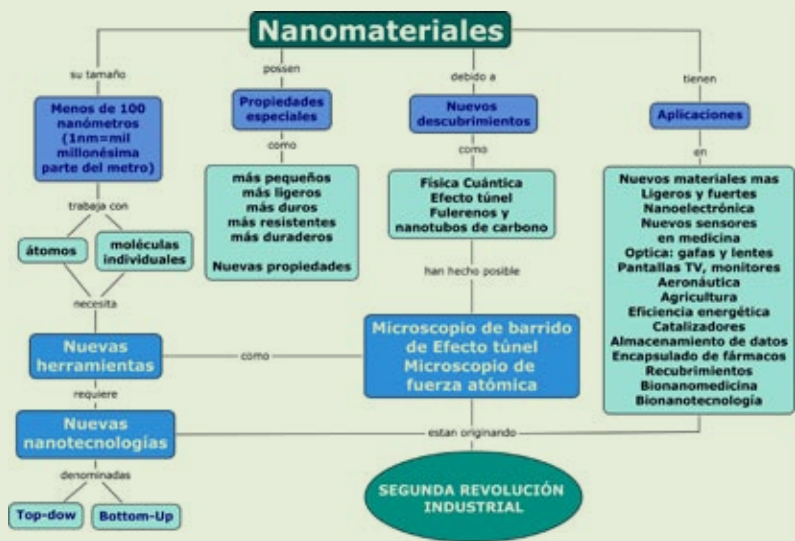 Nanomateriales
su tamaño
possen
debido a
tienen
Menos de 100
nanómetros
(1nm=mil
millonésima
parte del metro)
Propiedades
especiales
Nuevos
descubrimientos
Aplicaciones
como
como
en
más pequeños
más ligeros
más duros
más resistentes
más duraderos
Nuevas propiedades
Física Cuántica
Efecto túnel
Fulerenos y
nanotubos de carbono
Nuevos materiales mas
Ligeros y fuertes
Nanoelectrónica
Nuevos sensores
en medicina
Optica: gafas y lentes
Pantallas TV, monitores
Aeronáutica
Agricultura
Eficiencia energética
Catalizadores
Almacenamiento de datos
Encapsulado de fármacos
Recubrimientos
Bionanomedicina
Bionanotecnología
trabaja con
átomos
moléculas
individuales
necesita
han hecho posible
Nuevas
herramientas
como
Microscopio de barrido
de Efecto túnel
Microscopio de
fuerza atómica
requiere
Nuevas
nanotecnologías
estan originando
denominadas
Top-dow
Bottom-Up
SEGUNDA REVOLUCIÓN
INDUSTRIAL